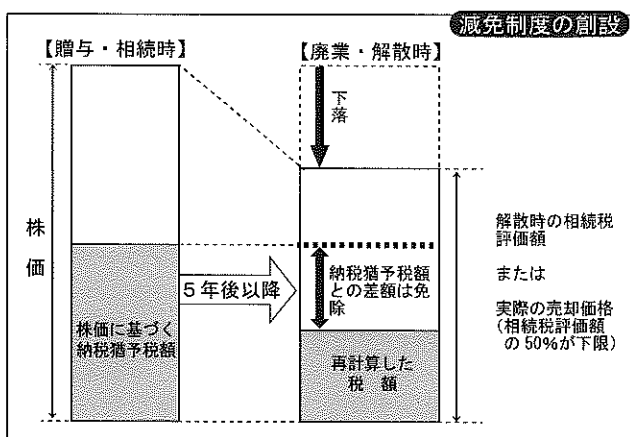 減免制度の創設
【贈与・相続時】
【廃業・解散時】
下落
株価
株価に基づく
納税猶予税額
5年後以降
納税猶予税額
との差額は免
除
再計算した
税額
解散時の相続税
評価額
または
実際の売却価格
(相続税評価額
の50%が下限)